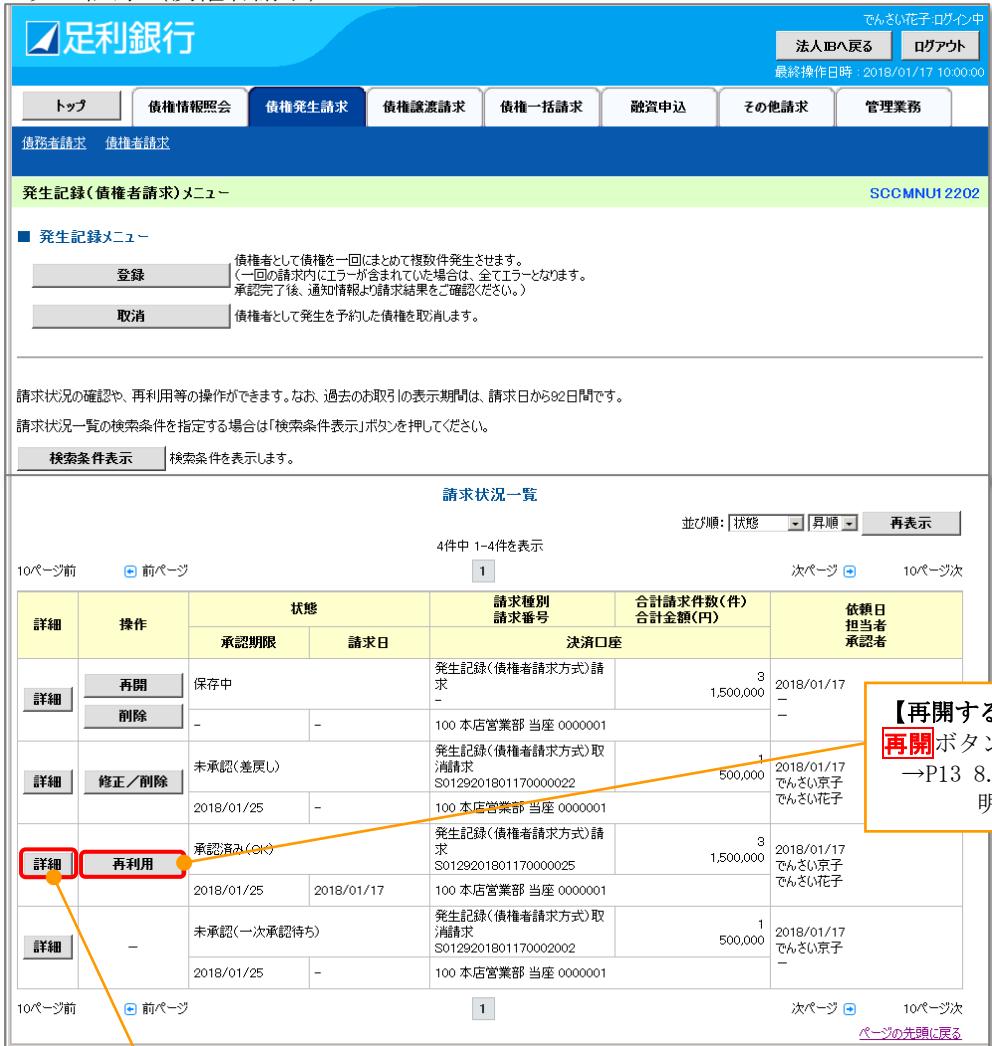 足利銀行
でんさい花子:ログイン中
法人IBへ戻る ログアウト
最終操作日時：2018/01/17 10:00:00
トップ 債権情報照会 債権発生請求 債権譲渡請求 債権一括請求 融資申込 その他請求 管理業務
債務者請求 債権者請求
発生記録(債権者請求)メニュー SCCMNU12202
■ 発生記録メニュー
登録
債権者として債権を一回にまとめて複数件発生させます。
(一回の請求内にエラーが含まれていた場合は、全てエラーとなります。
承認完了後、通知情報より請求結果をご確認ください。)
取消 債権者として発生を予約した債権を取消します。
請求状況の確認や、再利用等の操作ができます。なお、過去のお取引の表示期間は、請求日から92日間です。
請求状況一覧の検索条件を指定する場合は「検索条件表示」ボタンを押してください。
検索条件表示 検索条件を表示します。
請求状況一覧
並び順: 状態 昇順 再表示
4件中 1-4件を表示
10ページ前 前ページ 1 次ページ 10ページ次
詳細 操作 状態 請求種別 合計請求件数(件) 依頼日
請求番号 合計金額(円) 担当者
承認期限 請求日 決済口座 承認者
詳細 再開 削除 保存中 発生記録(債権者請求方式)請求 3 2018/01/17
– 1,500,000 –
– – 100 本店営業部 当座 0000001 –
【再開する
再開ボタン
→P13 8.
明
詳細 修正/削除 未承認(差戻し) 発生記録(債権者請求方式)取消請求 1 2018/01/17
S0129201801170000022 500,000 でんさい京子
2018/01/25 – 100 本店営業部 当座 0000001 でんさい花子
詳細 再利用 承認済み(OK) 発生記録(債権者請求方式)請求 3 2018/01/17
S0129201801170000025 1,500,000 でんさい京子
2018/01/25 2018/01/17 100 本店営業部 当座 0000001 でんさい花子
詳細 – 未承認(一次承認待ち) 発生記録(債権者請求方式)取消請求 1 2018/01/17
S0129201801170002002 500,000 でんさい京子
2018/01/25 – 100 本店営業部 当座 0000001 –
10ページ前 前ページ 1 次ページ 10ページ次
ページの先頭に戻る